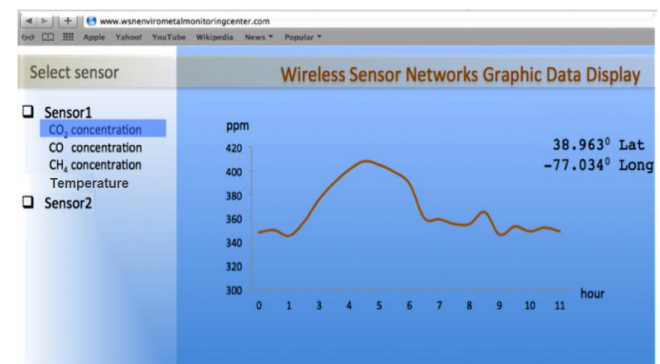 www.wsnenvirometalmonitoringcenter.com
Apple Yahoo! YouTube Wikipedia News Popular
Select sensor
Wireless Sensor Networks Graphic Data Display
Sensor1
CO₂ concentration
CO concentration
CH₄ concentration
Temperature
Sensor2
ppm
38.963⁰ Lat
-77.034⁰ Long
420
400
380
360
340
320
300
0 1 3 4 5 6 7 8 9 10 11
hour